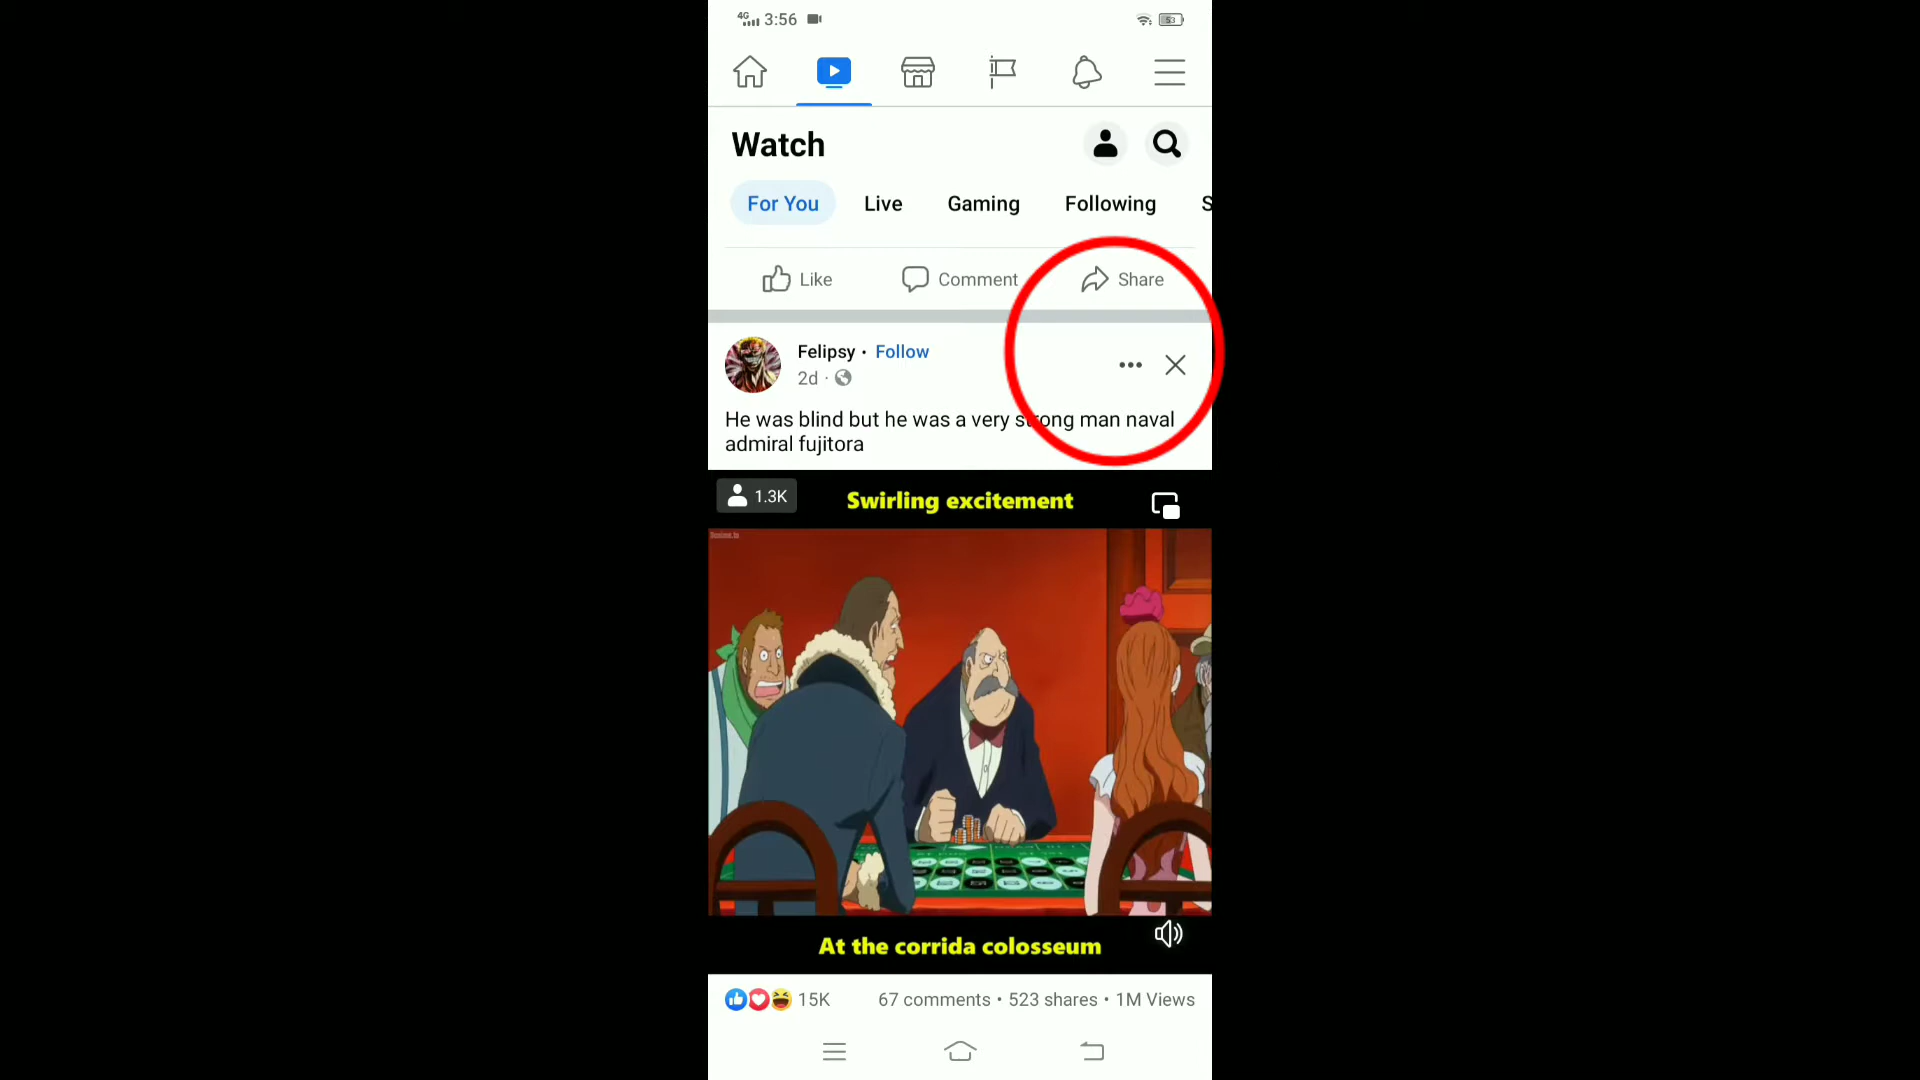 4G 3:56 53
Watch
For You Live Gaming Following S
Like Comment Share
Felipsy • Follow
2d ·
He was blind but he was a very strong man naval
admiral fujitora
1.3K
Swirling excitement
At the corrida colosseum
15K 67 comments • 523 shares • 1M Views